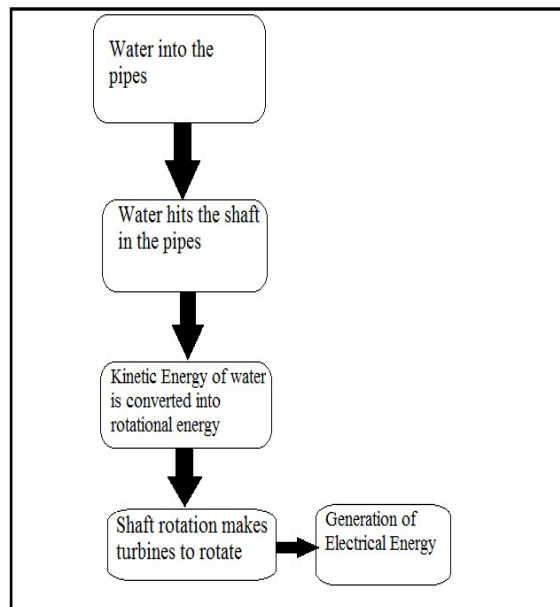 Water into the
pipes
Water hits the shaft
in the pipes
Kinetic Energy of water
is converted into
rotational energy
Shaft rotation makes
turbines to rotate
Generation of
Electrical Energy